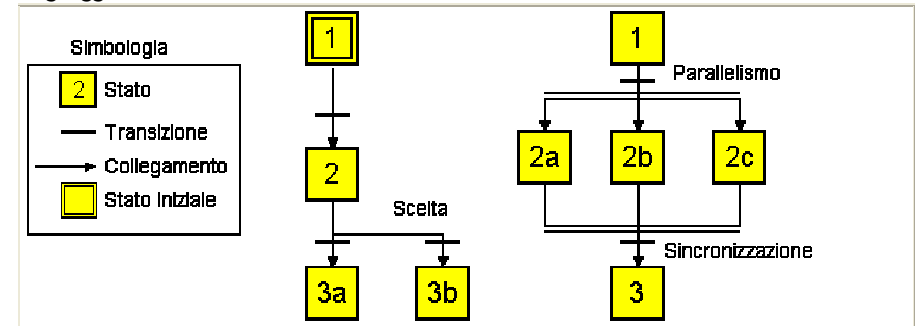 Simbologia
2 Stato
Transizione
Collegamento
Stato iniziale
1
2
Scelta
3a 3b
1
Parallelismo
2a 2b 2c
Sincronizzazione
3